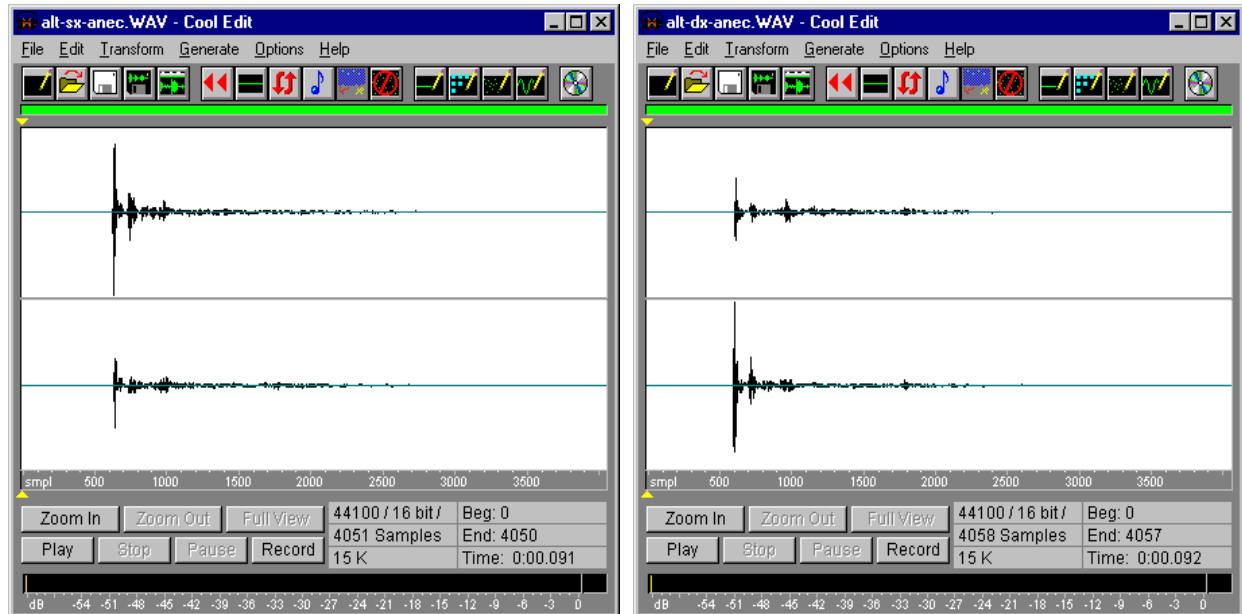 alt-sx-anec.WAV - Cool Edit
File Edit Transform Generate Options Help
smpl 500 1000 1500 2000 2500 3000 3500
Zoom In Zoom Out Full View 44100 / 16 bit / Beg: 0
4051 Samples End: 4050
Play Stop Pause Record 15 K Time: 0:00.091
dB -54 -51 -48 -45 -42 -39 -36 -33 -30 -27 -24 -21 -18 -15 -12 -9 -6 -3 0
alt-dx-anec.WAV - Cool Edit
File Edit Transform Generate Options Help
smpl 500 1000 1500 2000 2500 3000 3500
Zoom In Zoom Out Full View 44100 / 16 bit / Beg: 0
4058 Samples End: 4057
Play Stop Pause Record 15 K Time: 0:00.092
dB -54 -51 -48 -45 -42 -39 -36 -33 -30 -27 -24 -21 -18 -15 -12 -9 -6 -3 0